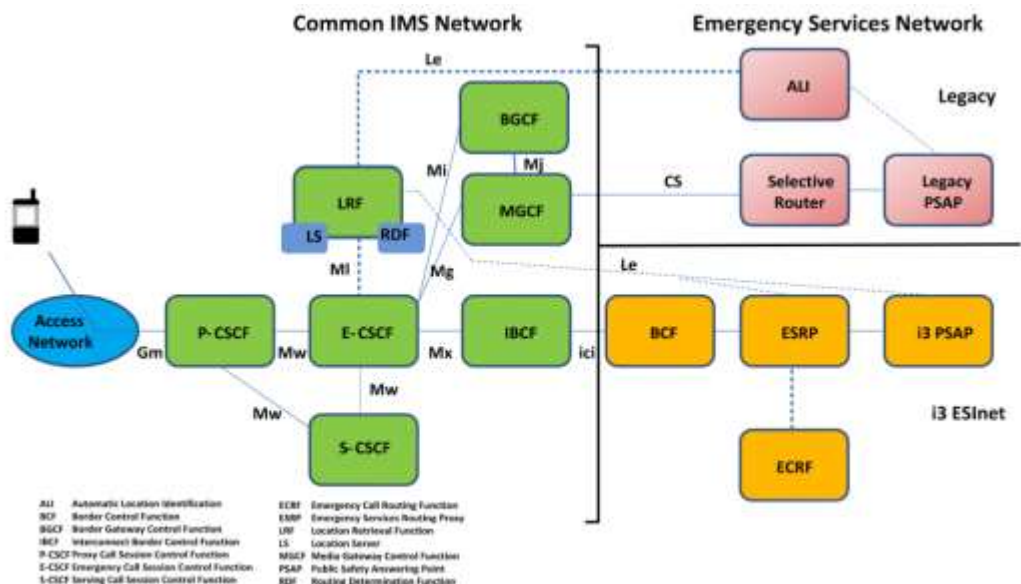 Common IMS Network
Emergency Services Network
Le
ALI
Legacy
BGCF
Mi
Mj
LRF
MGCF
CS
Selective
Router
Legacy
PSAP
LS
RDF
Ml
Mg
Le
Access
Network
P- CSCF
E- CSCF
IBCF
BCF
ESRP
i3 PSAP
Gm
Mw
Mx
ici
Mw
Mw
S- CSCF
ECRF
i3 ESInet
ALI Automatic Location Identification
BCF Border Control Function
BGCF Border Gateway Control Function
IBCF Interconnect Border Control Function
P-CSCF Proxy Call Session Control Function
E-CSCF Emergency Call Session Control Function
S-CSCF Serving Call Session Control Function
ECRF Emergency Call Routing Function
ESRP Emergency Services Routing Proxy
LRF Location Retrieval Function
LS Location Server
MGCF Media Gateway Control Function
PSAP Public Safety Answering Point
RDF Routing Determination Function